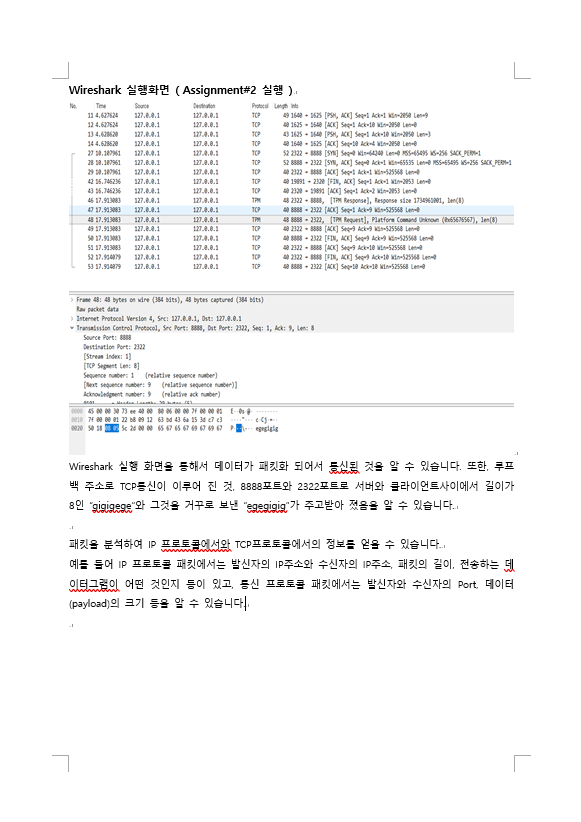 Wireshark 실행화면 ( Assignment#2 실행 )
No. Time Source Destination Protocol Length Info
11 4.627624 127.0.0.1 127.0.0.1 TCP 49 1640 → 1625 [PSH, ACK] Seq=1 Ack=1 Win=2050 Len=9
12 4.627624 127.0.0.1 127.0.0.1 TCP 40 1625 → 1640 [ACK] Seq=1 Ack=10 Win=2050 Len=0
13 4.628620 127.0.0.1 127.0.0.1 TCP 43 1625 → 1640 [PSH, ACK] Seq=1 Ack=10 Win=2050 Len=3
14 4.628620 127.0.0.1 127.0.0.1 TCP 40 1640 → 1625 [ACK] Seq=10 Ack=4 Win=2050 Len=0
27 10.107961 127.0.0.1 127.0.0.1 TCP 52 2322 → 8888 [SYN] Seq=0 Win=64240 Len=0 MSS=65495 WS=256 SACK_PERM=1
28 10.107961 127.0.0.1 127.0.0.1 TCP 52 8888 → 2322 [SYN, ACK] Seq=0 Ack=1 Win=65535 Len=0 MSS=65495 WS=256 SACK_PERM=1
29 10.107961 127.0.0.1 127.0.0.1 TCP 40 2322 → 8888 [ACK] Seq=1 Ack=1 Win=525568 Len=0
42 16.746236 127.0.0.1 127.0.0.1 TCP 40 19891 → 2320 [FIN, ACK] Seq=1 Ack=1 Win=2053 Len=0
43 16.746236 127.0.0.1 127.0.0.1 TCP 40 2320 → 19891 [ACK] Seq=1 Ack=2 Win=2053 Len=0
46 17.913083 127.0.0.1 127.0.0.1 TPM 48 2322 → 8888, [TPM Response], Response size 1734961001, len(8)
47 17.913083 127.0.0.1 127.0.0.1 TCP 40 8888 → 2322 [ACK] Seq=1 Ack=9 Win=525568 Len=0
48 17.913083 127.0.0.1 127.0.0.1 TPM 48 8888 → 2322, [TPM Request], Platform Command Unknown (0x65676567), len(8)
49 17.913083 127.0.0.1 127.0.0.1 TCP 40 2322 → 8888 [ACK] Seq=9 Ack=9 Win=525568 Len=0
50 17.913083 127.0.0.1 127.0.0.1 TCP 40 8888 → 2322 [FIN, ACK] Seq=9 Ack=9 Win=525568 Len=0
51 17.913083 127.0.0.1 127.0.0.1 TCP 40 2322 → 8888 [ACK] Seq=9 Ack=10 Win=525568 Len=0
52 17.914079 127.0.0.1 127.0.0.1 TCP 40 2322 → 8888 [FIN, ACK] Seq=9 Ack=10 Win=525568 Len=0
53 17.914079 127.0.0.1 127.0.0.1 TCP 40 8888 → 2322 [ACK] Seq=10 Ack=10 Win=525568 Len=0
Frame 48: 48 bytes on wire (384 bits), 48 bytes captured (384 bits)
Raw packet data
Internet Protocol Version 4, Src: 127.0.0.1, Dst: 127.0.0.1
Transmission Control Protocol, Src Port: 8888, Dst Port: 2322, Seq: 1, Ack: 9, Len: 8
Source Port: 8888
Destination Port: 2322
[Stream index: 1]
[TCP Segment Len: 8]
Sequence number: 1 (relative sequence number)
[Next sequence number: 9 (relative sequence number)]
Acknowledgment number: 9 (relative ack number)
0000 45 00 00 30 73 ee 40 00 80 06 00 00 7f 00 00 01 E··0s·@· ········
0010 7f 00 00 01 22 b8 09 12 63 bd 43 6a 15 3d c7 c3 ····"··· c·Cj·=··
0020 50 18 08 05 5c 2d 00 00 65 67 65 67 69 67 69 67 P···\-·· egegigig
Wireshark 실행 화면을 통해서 데이터가 패킷화 되어서 통신된 것을 알 수 있습니다. 또한, 루프
백 주소로 TCP통신이 이루어 진 것, 8888포트와 2322포트로 서버와 클라이언트사이에서 길이가
8인 “gigigege”와 그것을 거꾸로 보낸 “egegigig”가 주고받아 졌음을 알 수 있습니다.
패킷을 분석하여 IP 프로토콜에서와 TCP프로토콜에서의 정보를 얻을 수 있습니다.
예를 들어 IP 프로토콜 패킷에서는 발신자의 IP주소와 수신자의 IP주소, 패킷의 길이, 전송하는 데
이터그램이 어떤 것인지 등이 있고, 통신 프로토콜 패킷에서는 발신자와 수신자의 Port, 데이터
(payload)의 크기 등을 알 수 있습니다.